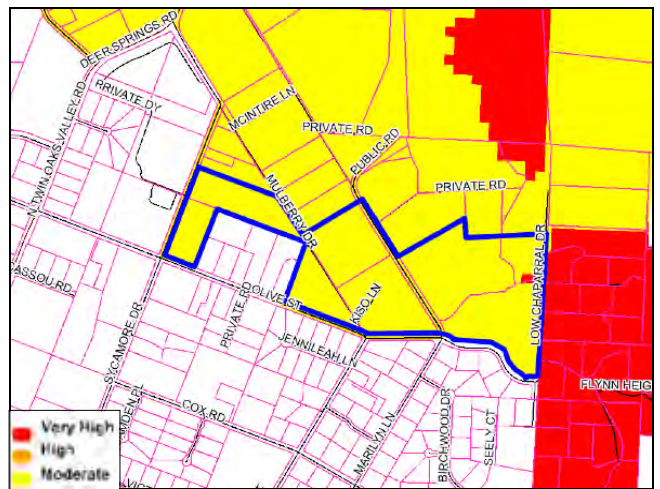 DEER SPRINGS RD
N TWIN OAKS VALLEY RD
PRIVATE DY
MCINTIRE LN
PRIVATE RD
PUBLIC RD
PRIVATE RD
MULBERRY DR
LOW CHAPARRAL DR
ASSOU RD
OLIVE ST
KISO LN
PRIVATE RD
SYCAMORE DR
JENNILEAH LN
FLYNN HEIG
COX RD
MARILYN LN
BIRCHWOOD DR
SEELY CT
Very High
High
Moderate